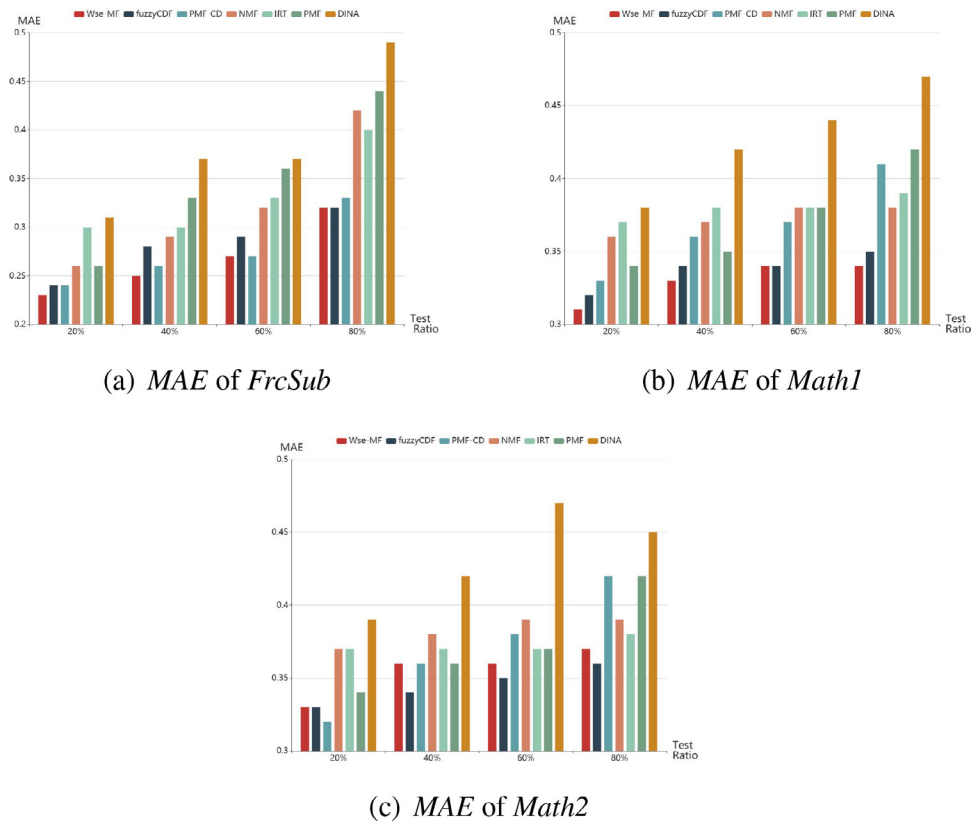 MAE
Wse-MF fuzzyCDF PMF-CD NMF IRT PMF DINA
0.5
0.45
0.4
0.35
0.3
0.25
0.2
20% 40% 60% 80%
Test
Ratio
(a) MAE of FrcSub
MAE
Wse-MF fuzzyCDF PMF-CD NMF IRT PMF DINA
0.5
0.45
0.4
0.35
0.3
20% 40% 60% 80%
Test
Ratio
(b) MAE of Math1
MAE
Wse-MF fuzzyCDF PMF-CD NMF IRT PMF DINA
0.5
0.45
0.4
0.35
0.3
20% 40% 60% 80%
Test
Ratio
(c) MAE of Math2